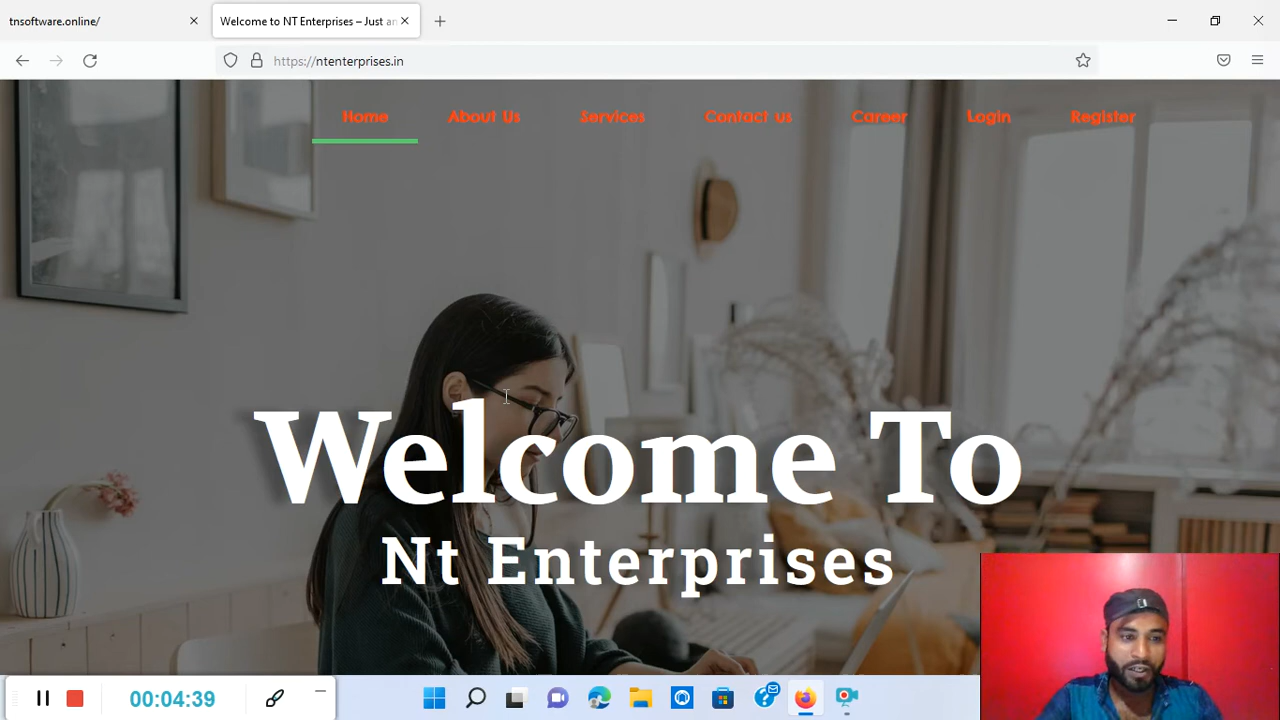 tnsoftware.online/
Welcome to NT Enterprises – Just an
https://ntenterprises.in
Home About Us Services Contact us Career Login Register
Welcome To
Nt Enterprises
00:04:39